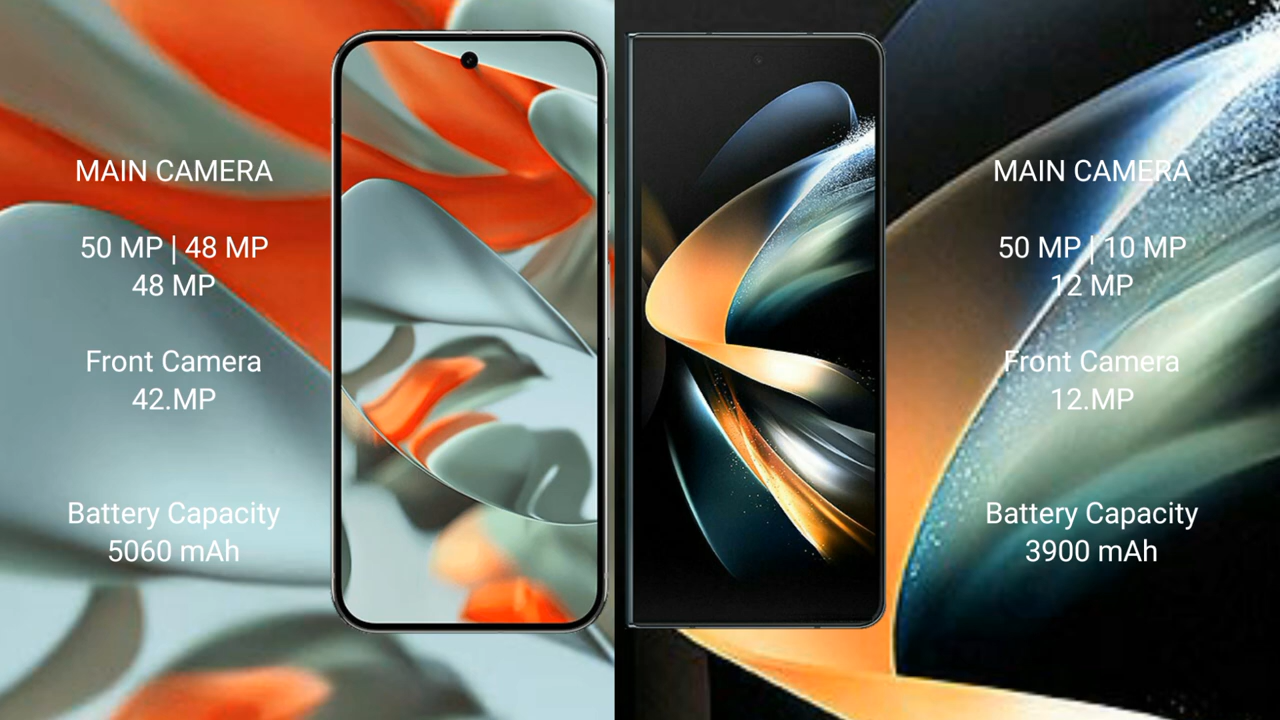 MAIN CAMERA
50 MP | 48 MP
48 MP
Front Camera
42.MP
Battery Capacity
5060 mAh
MAIN CAMERA
50 MP | 10 MP
12 MP
Front Camera
12.MP
Battery Capacity
3900 mAh